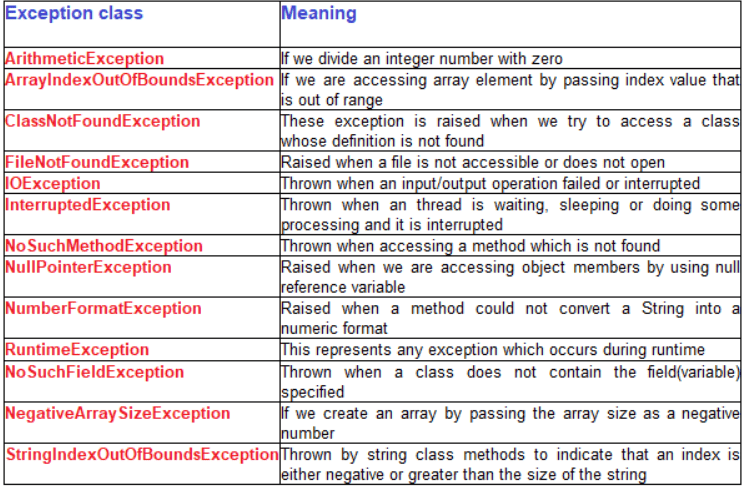 Exception class Meaning
ArithmeticException If we divide an integer number with zero
ArrayIndexOutOfBoundsException If we are accessing array element by passing index value that
is out of range
ClassNotFoundException These exception is raised when we try to access a class
whose definition is not found
FileNotFoundException Raised when a file is not accessible or does not open
IOException Thrown when an input/output operation failed or interrupted
InterruptedException Thrown when an thread is waiting, sleeping or doing some
processing and it is interrupted
NoSuchMethodException Thrown when accessing a method which is not found
NullPointerException Raised when we are accessing object members by using null
reference variable
NumberFormatException Raised when a method could not convert a String into a
numeric format
RuntimeException This represents any exception which occurs during runtime
NoSuchFieldException Thrown when a class does not contain the field(variable)
specified
NegativeArraySizeException If we create an array by passing the array size as a negative
number
StringIndexOutOfBoundsException Thrown by string class methods to indicate that an index is
either negative or greater than the size of the string